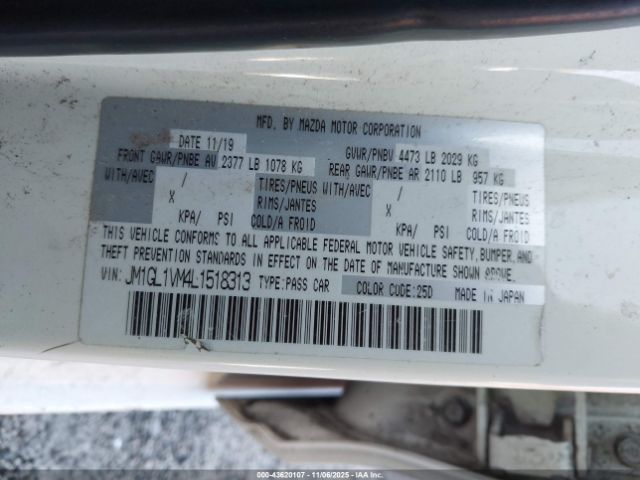 MFD. BY MAZDA MOTOR CORPORATION
DATE 11/19 GVWR/PNBV 4473 LB 2029 KG
FRONT GAWR/PNBE AV 2377 LB 1078 KG REAR GAWR/PNBE AR 2110 LB 957 KG
WITH/AVEC / TIRES/PNEUS WITH/AVEC / TIRES/PNEUS
X RIMS/JANTES X RIMS/JANTES
KPA/ PSI COLD/A FROID KPA/ PSI COLD/A FROID
THIS VEHICLE CONFORMS TO ALL APPLICABLE FEDERAL MOTOR VEHICLE SAFETY, BUMPER, AND
THEFT PREVENTION STANDARDS IN EFFECT ON THE DATE OF MANUFACTURE SHOWN ABOVE.
VIN: JM1GL1VM4L1518313 TYPE:PASS CAR COLOR CODE:25D MADE IN JAPAN
000-43620107 - 11/06/2025 - IAAI.COM